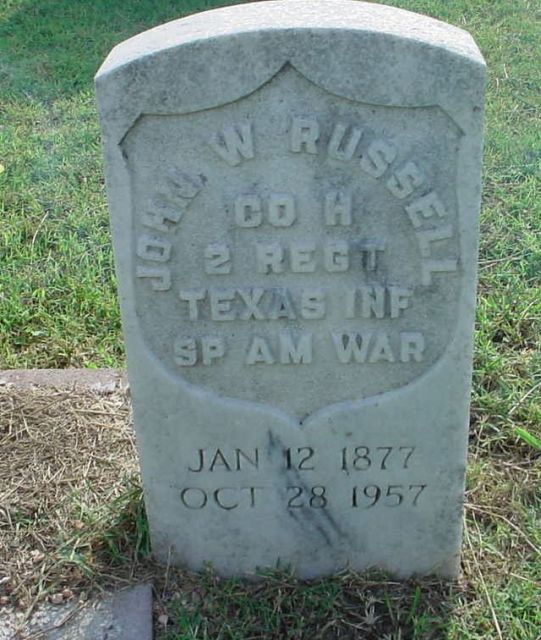 JOHN W RUSSELL
CO H
2 REGT
TEXAS INF
SP AM WAR
JAN 12 1877
OCT 28 1957